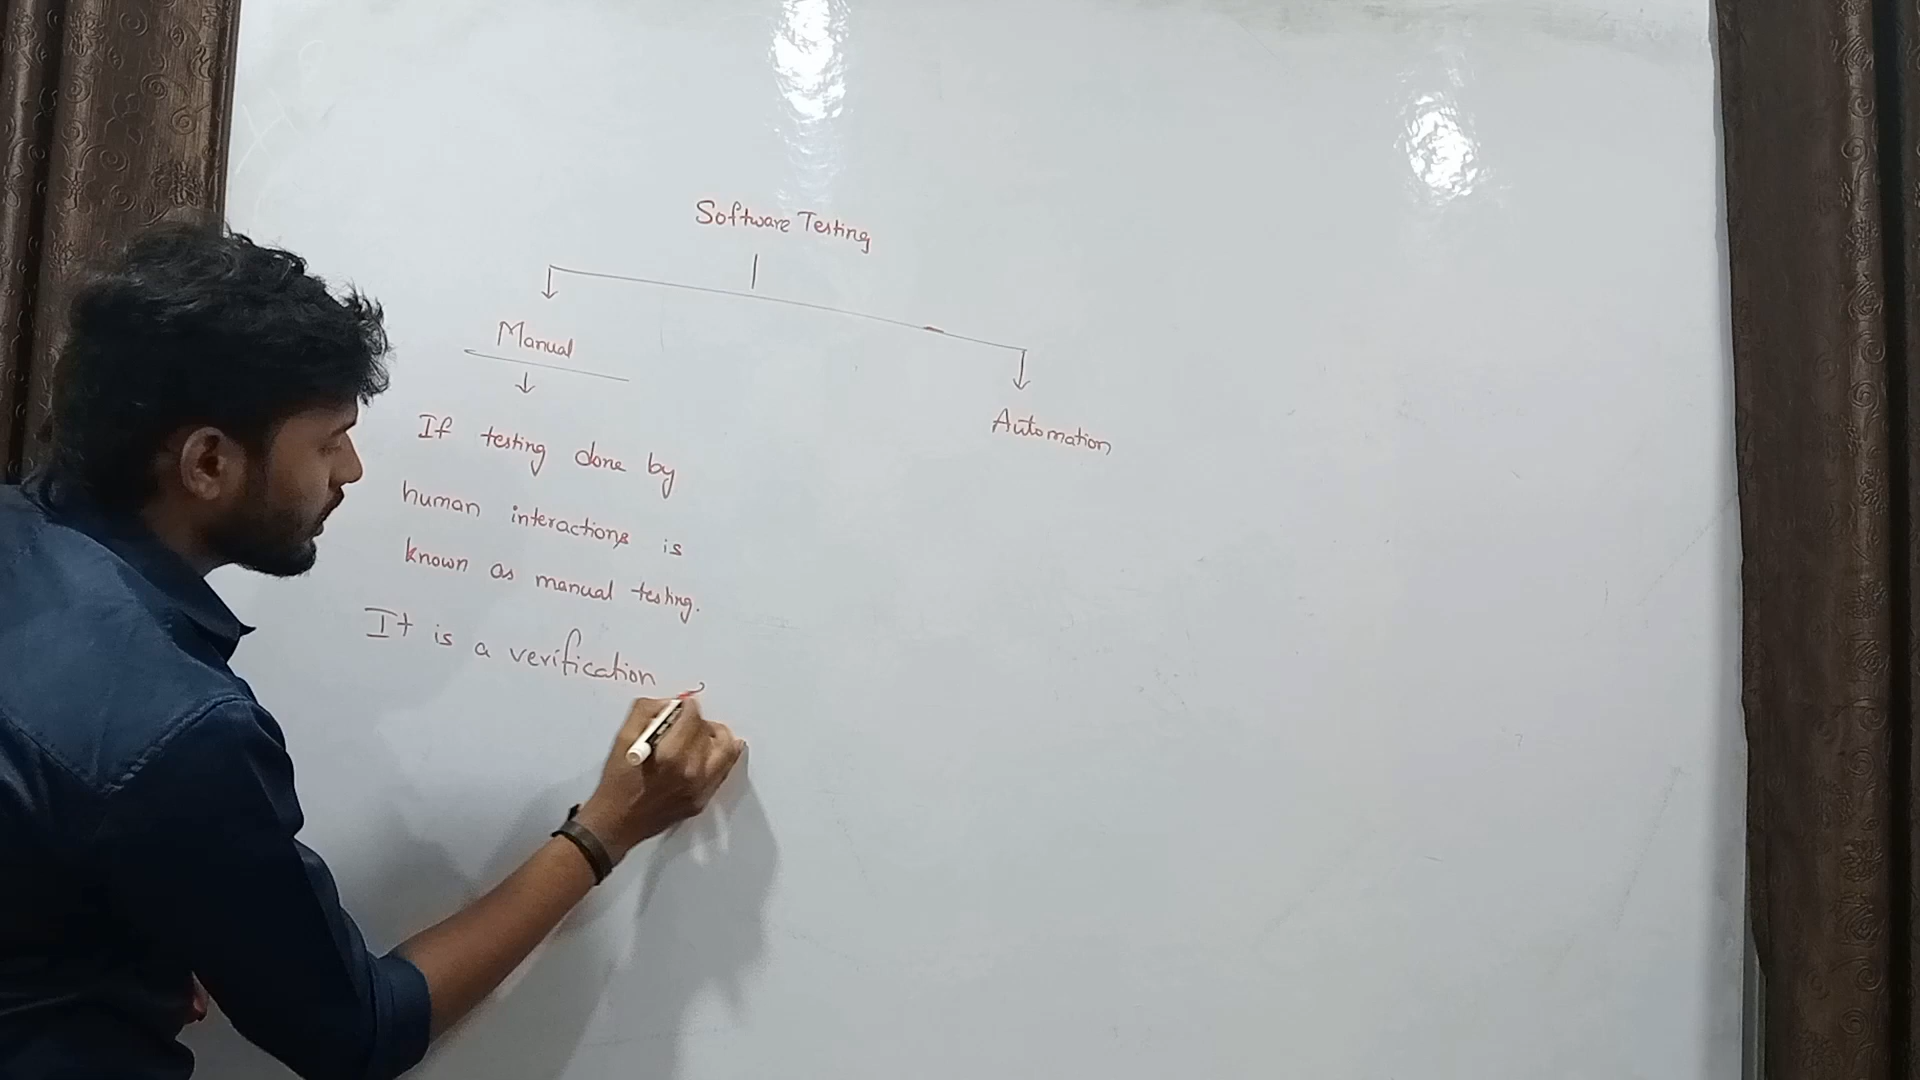 Software Testing
Manual
Automation
If testing done by
human interactions is
known as manual testing.
It is a verification